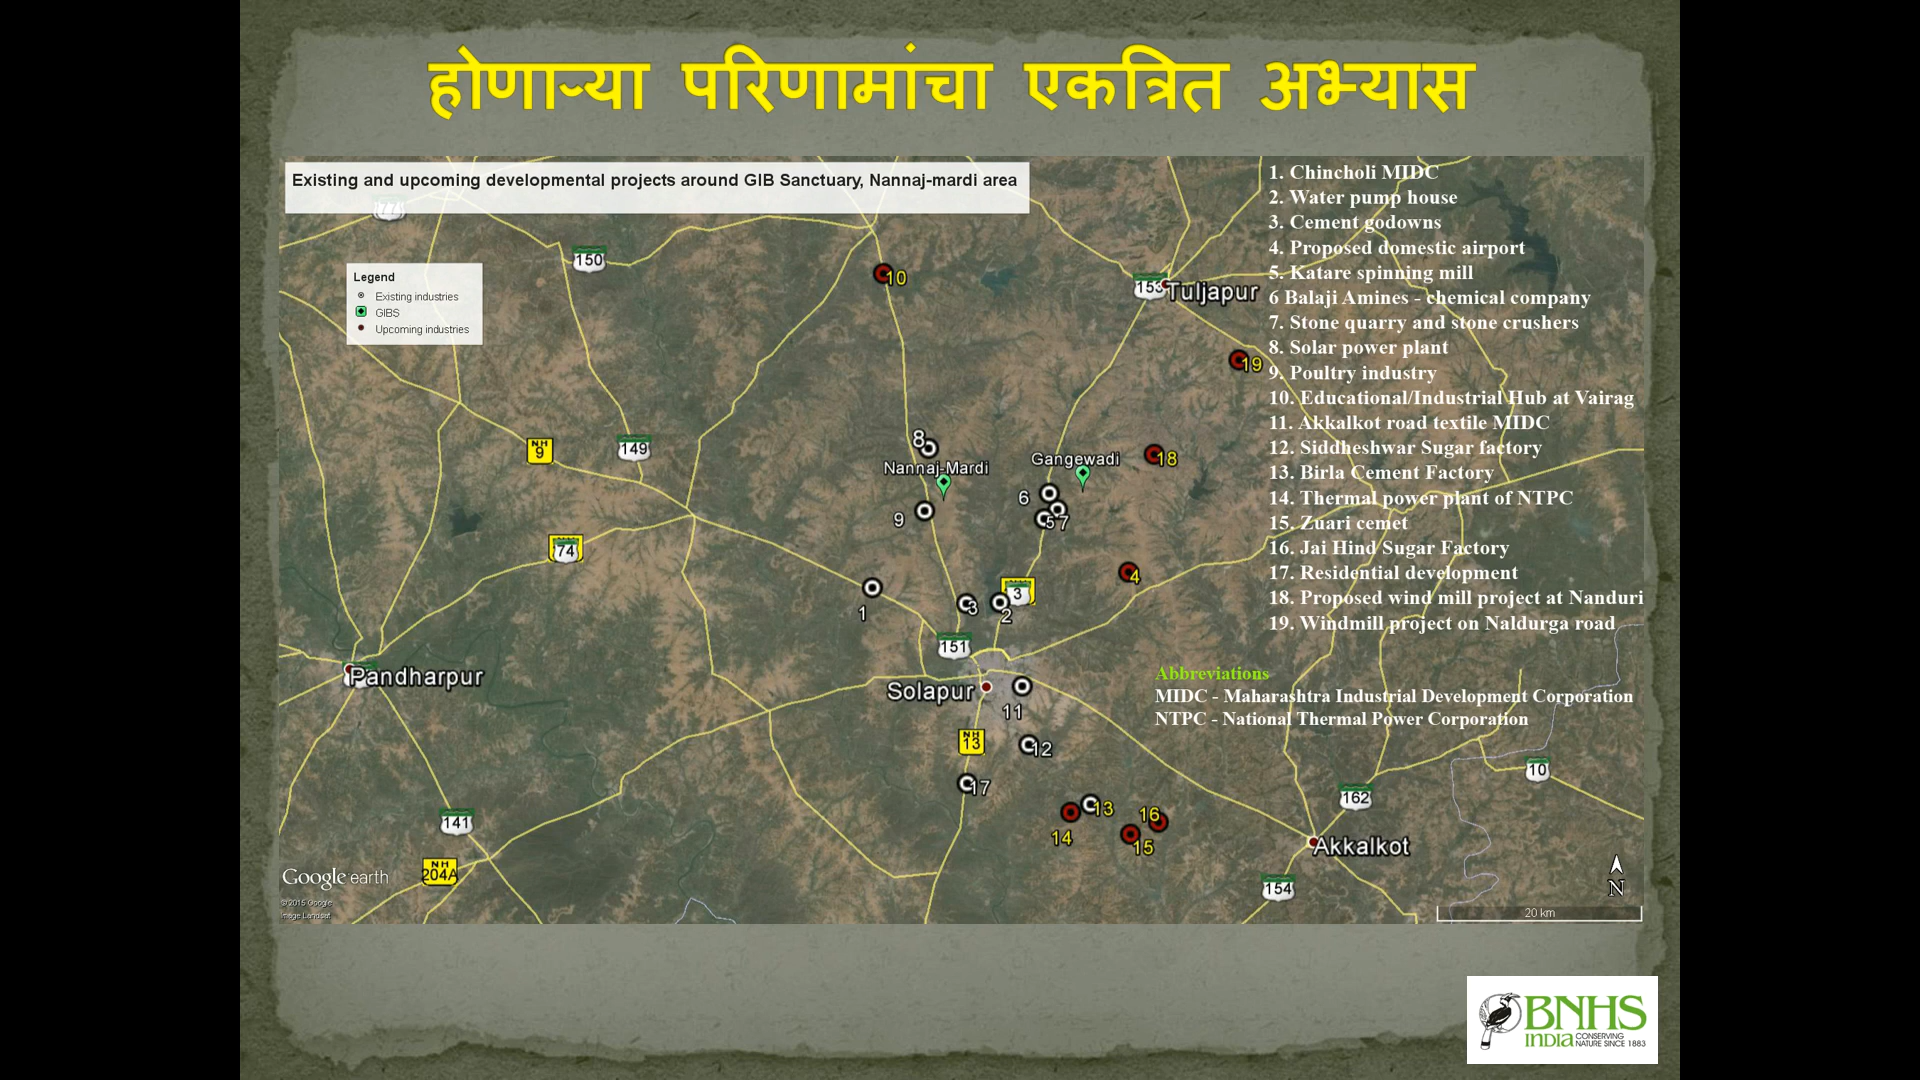 होणाऱ्या परिणामांचा एकत्रित अभ्यास
Existing and upcoming developmental projects around GIB Sanctuary, Nannaj-mardi area
77
150
Legend
Existing industries
GIBS
Upcoming industries
10
153
Tuljapur
19
1. Chincholi MIDC
2. Water pump house
3. Cement godowns
4. Proposed domestic airport
5. Katare spinning mill
6 Balaji Amines - chemical company
7. Stone quarry and stone crushers
8. Solar power plant
9. Poultry industry
10. Educational/Industrial Hub at Vairag
11. Akkalkot road textile MIDC
12. Siddheshwar Sugar factory
13. Birla Cement Factory
14. Thermal power plant of NTPC
15. Zuari cemet
16. Jai Hind Sugar Factory
17. Residential development
18. Proposed wind mill project at Nanduri
19. Windmill project on Naldurga road
NH
9
149
8
Nannaj-Mardi
Gangewadi
18
6
9
5
7
74
4
3
1
3
2
151
Pandharpur
Solapur
11
Abbreviations
MIDC - Maharashtra Industrial Development Corporation
NTPC - National Thermal Power Corporation
NH
13
12
17
10
162
13
16
14
15
141
Akkalkot
NH
204A
154
Google earth
© 2015 Google
Image Landsat
N
20 km
BNHS
INDIA
CONSERVING
NATURE SINCE 1883